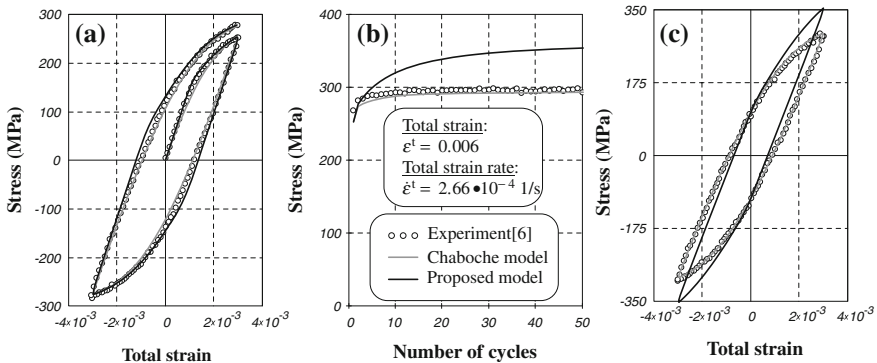 (a)
Stress (MPa)
300
200
100
0
-100
-200
-300
-4×10⁻³
-2×10⁻³
0
2×10⁻³
4×10⁻³
Total strain
(b)
Stress (MPa)
400
300
200
100
0
0
10
20
30
40
50
Number of cycles
Total strain:
εᵗ = 0.006
Total strain rate:
ε̇ᵗ = 2.66•10⁻⁴ 1/s
Experiment[6]
Chaboche model
Proposed model
(c)
Stress (MPa)
350
175
0
-175
-350
-4×10⁻³
-2×10⁻³
0
2×10⁻³
4×10⁻³
Total strain